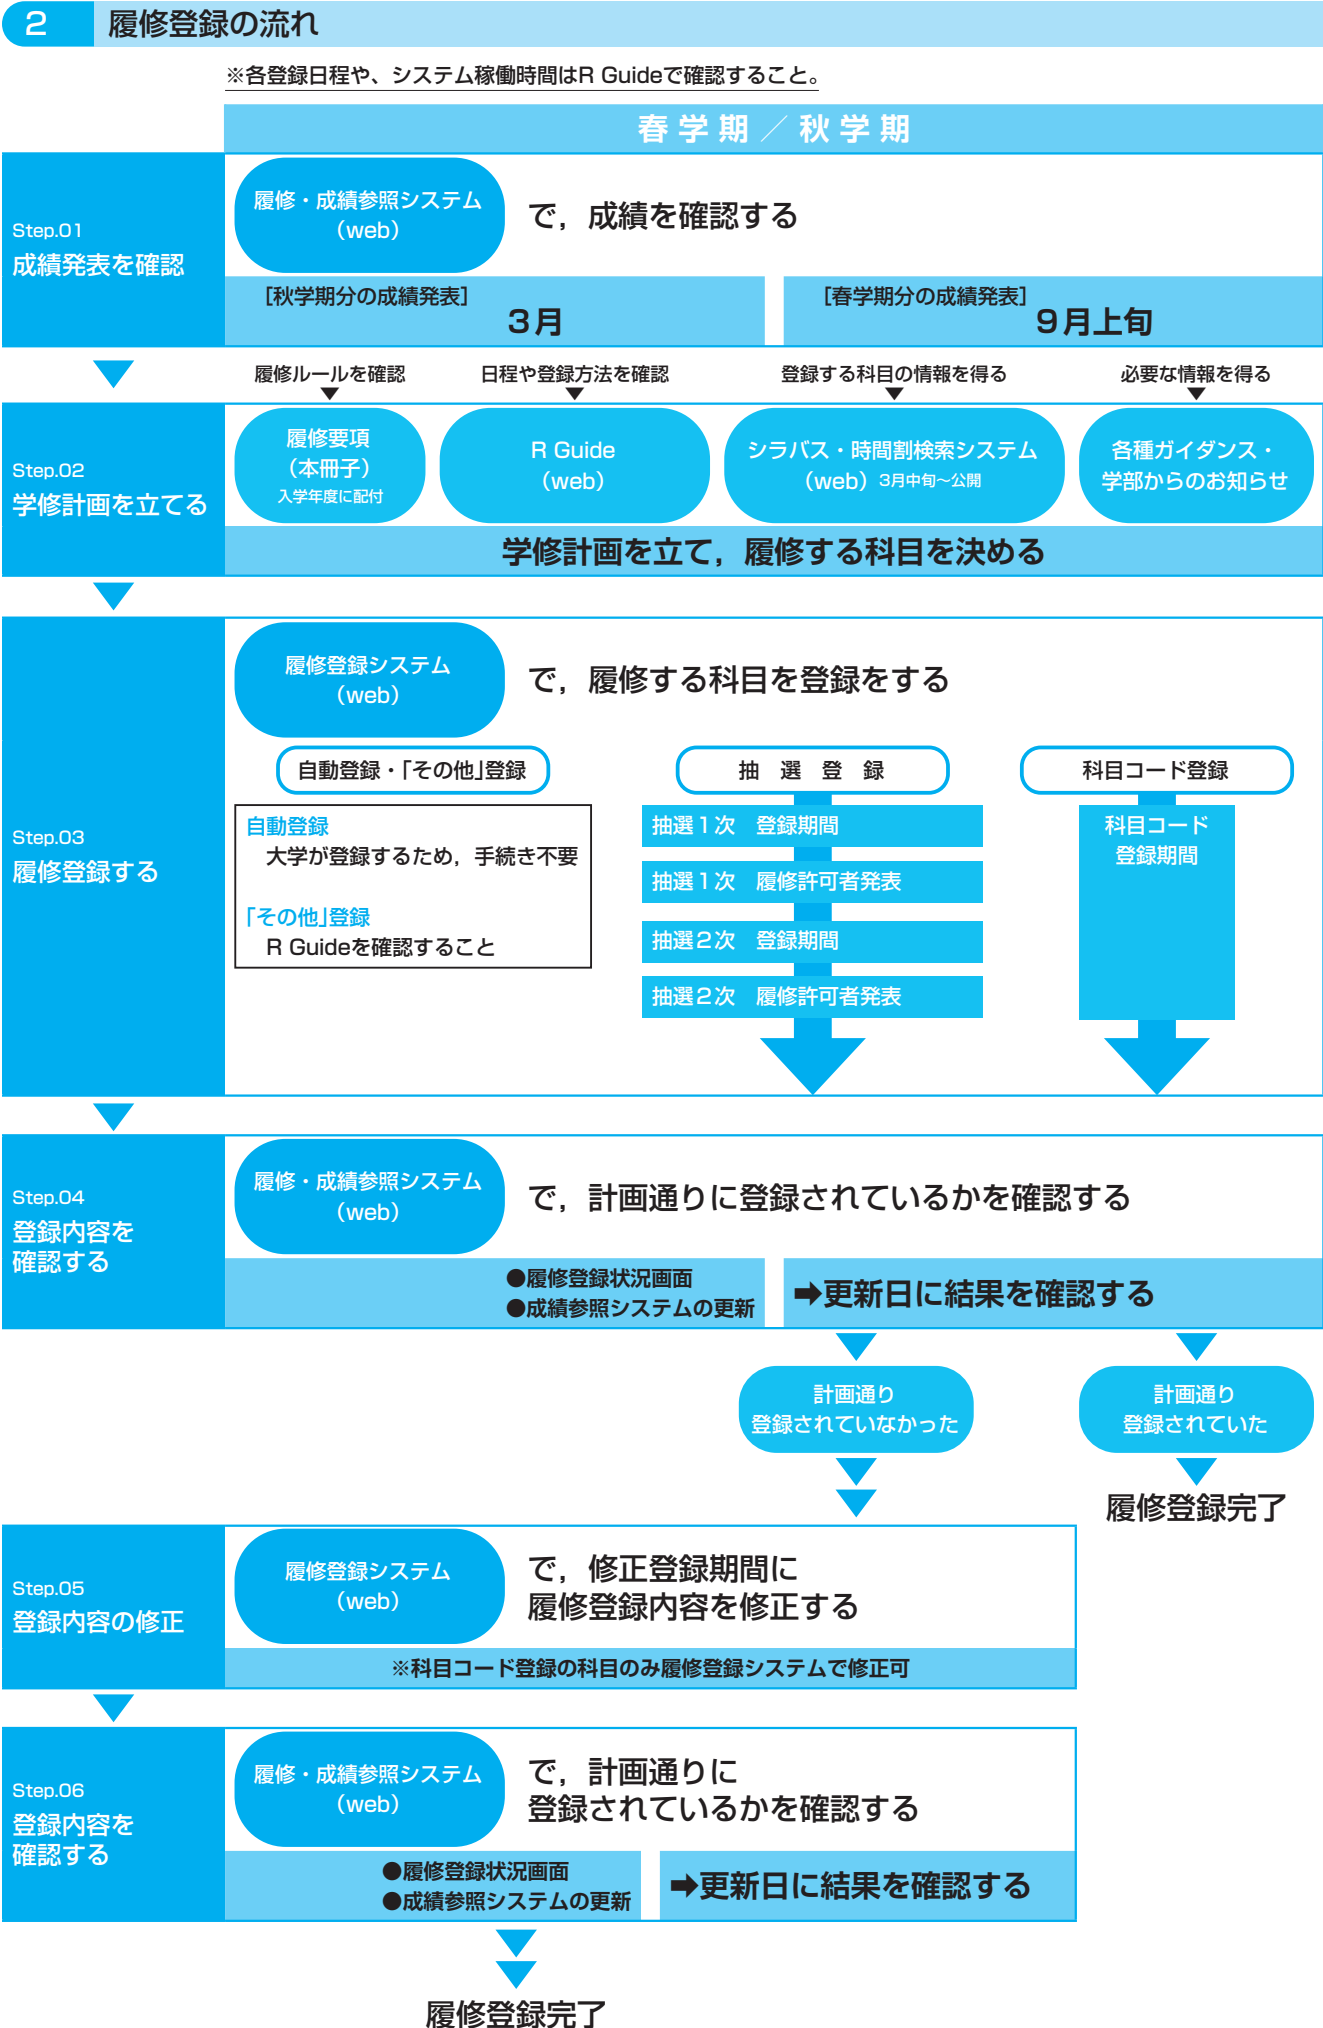 2 履修登録の流れ
※各登録日程や、システム稼働時間はR Guideで確認すること。
春学期／秋学期
Step.01
成績発表を確認
履修・成績参照システム
（web）
で，成績を確認する
［秋学期分の成績発表］
3月
［春学期分の成績発表］
9月上旬
履修ルールを確認
日程や登録方法を確認
登録する科目の情報を得る
必要な情報を得る
Step.02
学修計画を立てる
履修要項
（本冊子）
入学年度に配付
R Guide
（web）
シラバス・時間割検索システム
（web）3月中旬〜公開
各種ガイダンス・
学部からのお知らせ
学修計画を立て，履修する科目を決める
Step.03
履修登録する
履修登録システム
（web）
で，履修する科目を登録をする
自動登録・「その他」登録
自動登録
大学が登録するため，手続き不要
「その他」登録
R Guideを確認すること
抽選登録
抽選1次　登録期間
抽選1次　履修許可者発表
抽選2次　登録期間
抽選2次　履修許可者発表
科目コード登録
科目コード
登録期間
Step.04
登録内容を
確認する
履修・成績参照システム
（web）
で，計画通りに登録されているかを確認する
●履修登録状況画面
●成績参照システムの更新
➡更新日に結果を確認する
計画通り
登録されていなかった
計画通り
登録されていた
履修登録完了
Step.05
登録内容の修正
履修登録システム
（web）
で，修正登録期間に
履修登録内容を修正する
※科目コード登録の科目のみ履修登録システムで修正可
Step.06
登録内容を
確認する
履修・成績参照システム
（web）
で，計画通りに
登録されているかを確認する
●履修登録状況画面
●成績参照システムの更新
➡更新日に結果を確認する
履修登録完了